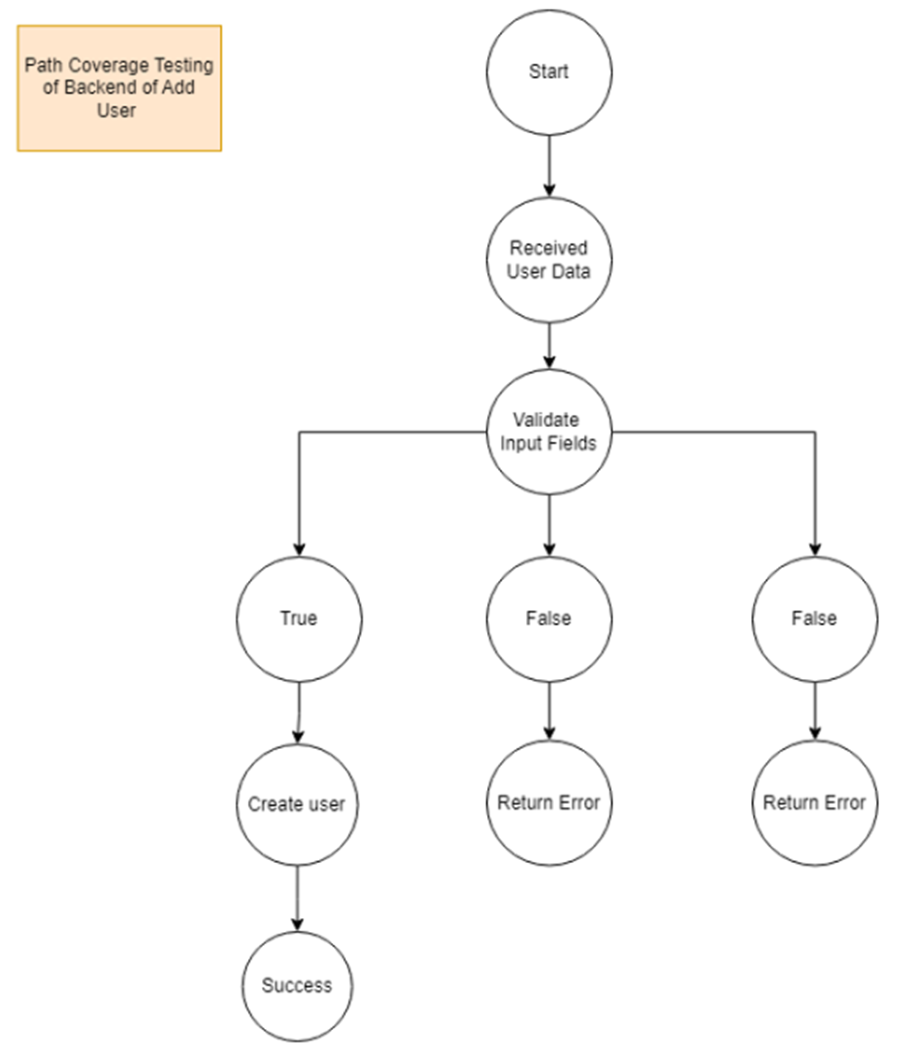 Path Coverage Testing
of Backend of Add
User
Start
Received
User Data
Validate
Input Fields
True
False
False
Create user
Return Error
Return Error
Success